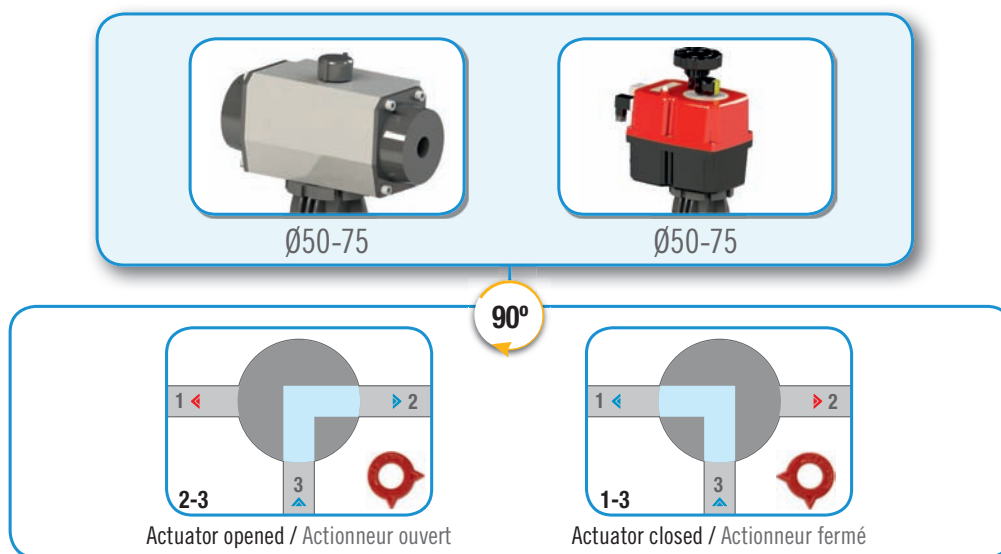 Ø50-75
Ø50-75
90º
1
2
3
2-3
Actuator opened / Actionneur ouvert
1
2
3
1-3
Actuator closed / Actionneur fermé